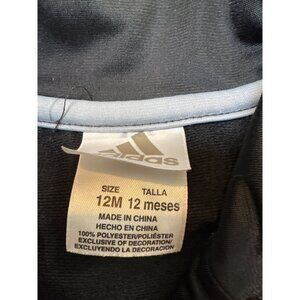 adidas
SIZE TALLA
12M 12 meses
MADE IN CHINA
HECHO EN CHINA
100% POLYESTER/POLIÉSTER
EXCLUSIVE OF DECORATION/
EXCLUYENDO LA DECORACIÓN